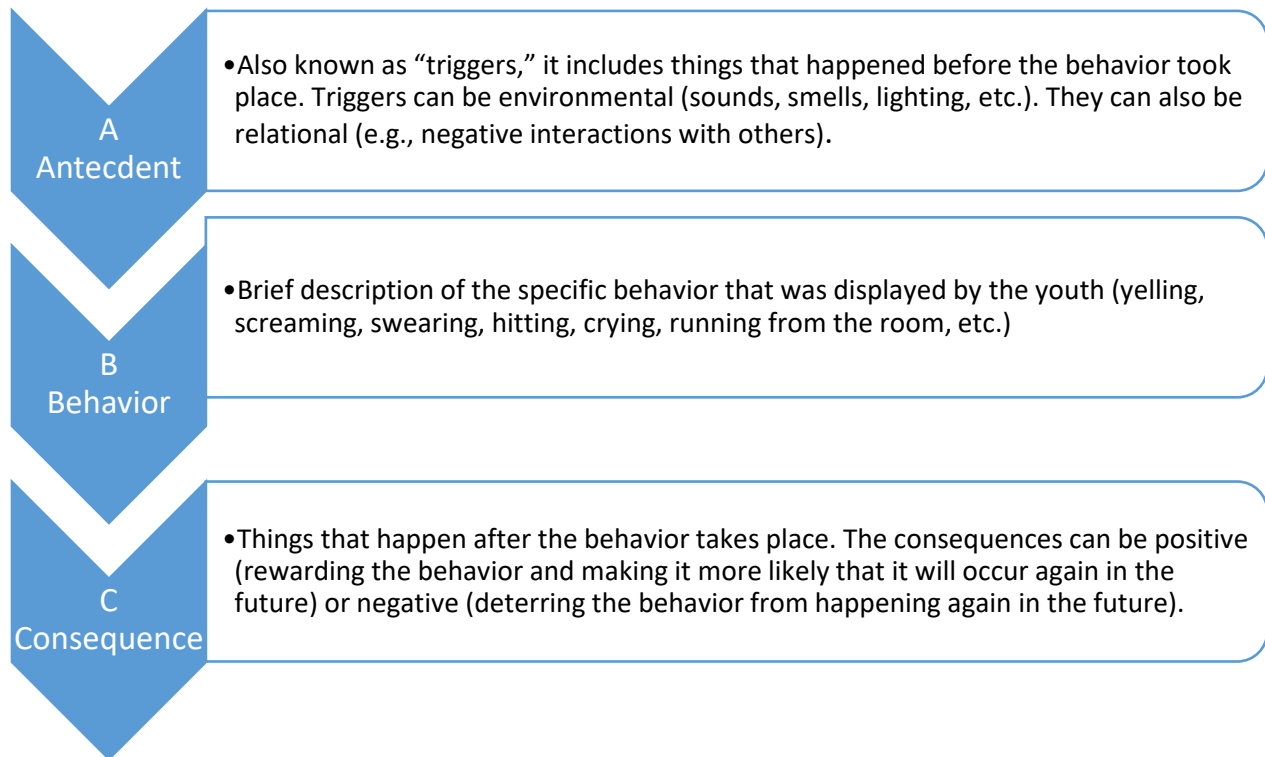 A
Antecdent
•Also known as “triggers,” it includes things that happened before the behavior took
place. Triggers can be environmental (sounds, smells, lighting, etc.). They can also be
relational (e.g., negative interactions with others).
B
Behavior
•Brief description of the specific behavior that was displayed by the youth (yelling,
screaming, swearing, hitting, crying, running from the room, etc.)
C
Consequence
•Things that happen after the behavior takes place. The consequences can be positive
(rewarding the behavior and making it more likely that it will occur again in the
future) or negative (deterring the behavior from happening again in the future).